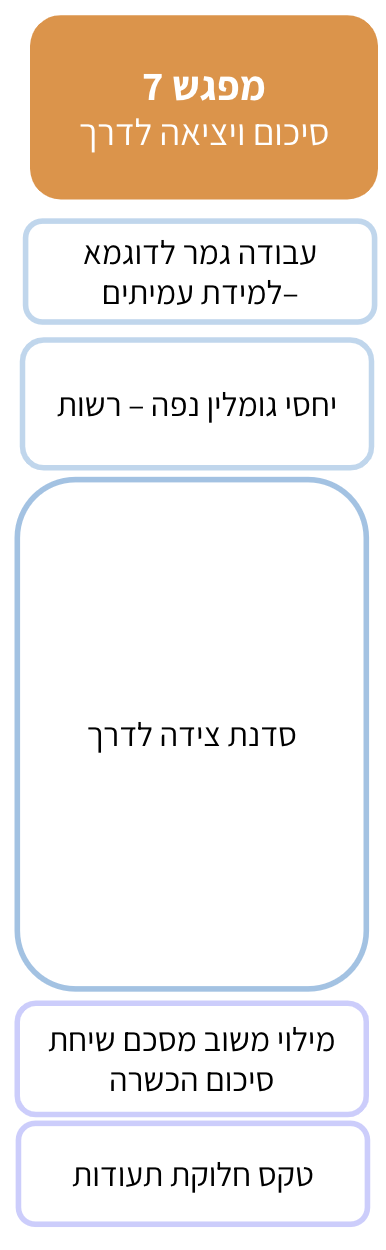 מפגש 7
סיכום ויציאה לדרך
עבודה גמר לדוגמא
–למידת עמיתים
יחסי גומלין נפה – רשות
סדנת צידה לדרך
מילוי משוב מסכם שיחת
סיכום הכשרה
טקס חלוקת תעודות